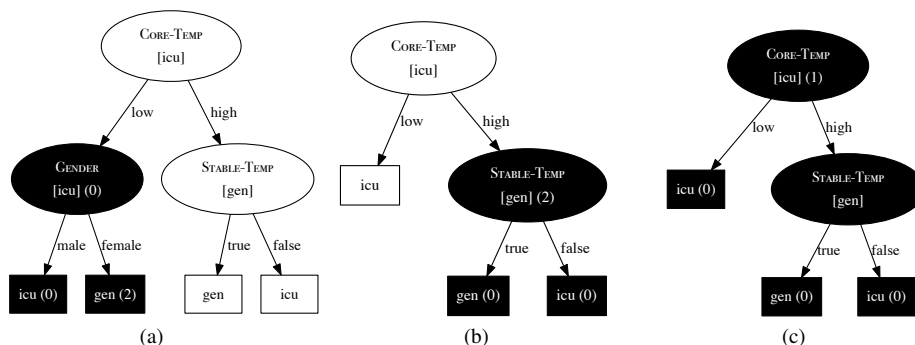 CORE-TEMP
[icu]
low
high
GENDER
[icu] (0)
STABLE-TEMP
[gen]
male
female
true
false
icu (0)
gen (2)
gen
icu
(a)
CORE-TEMP
[icu]
low
high
icu
STABLE-TEMP
[gen] (2)
true
false
gen (0)
icu (0)
(b)
CORE-TEMP
[icu] (1)
low
high
icu (0)
STABLE-TEMP
[gen]
true
false
gen (0)
icu (0)
(c)